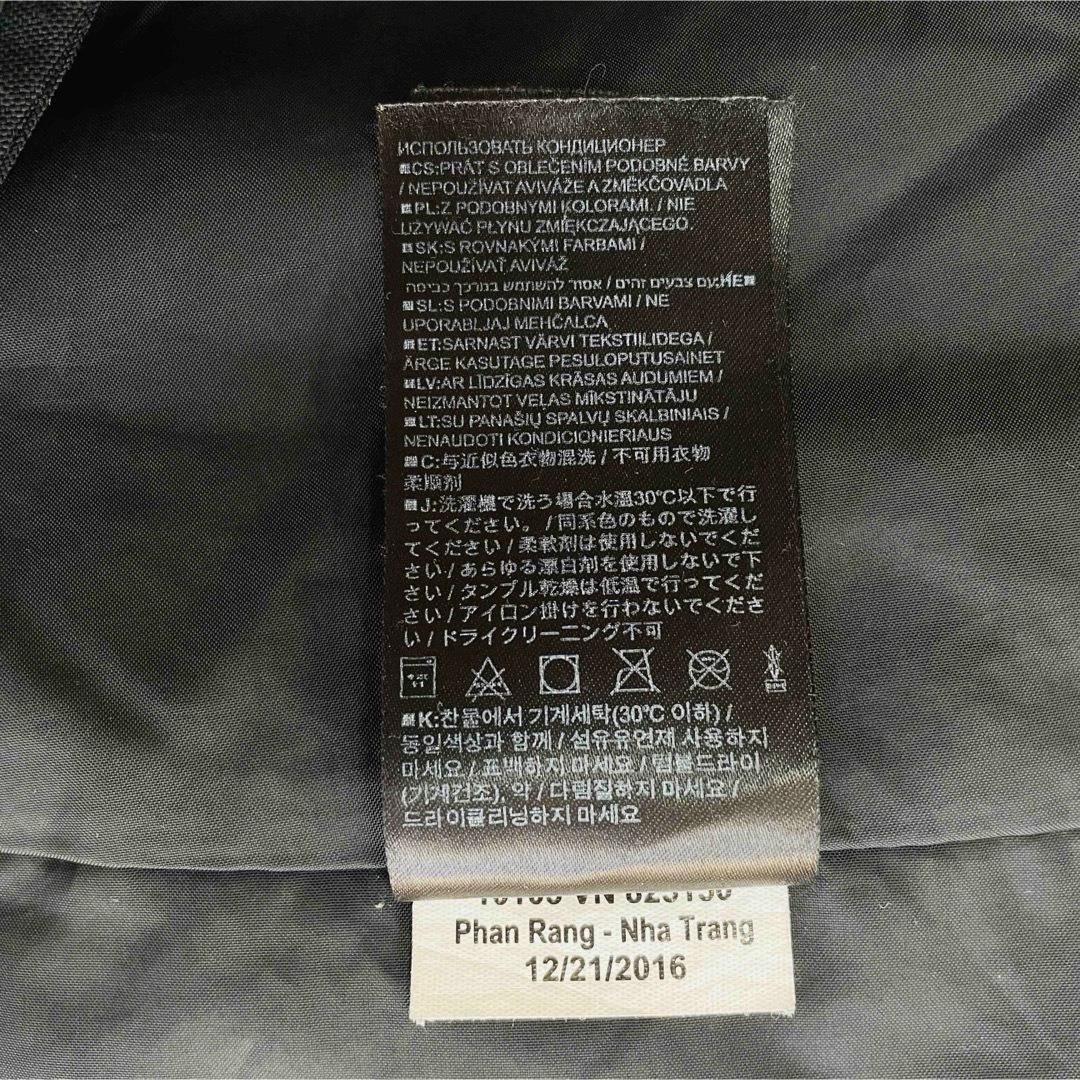 ИСПОЛЬЗОВАТЬ КОНДИЦИОНЕР
CS:PRÁT S OBLEČENÍM PODOBNÉ BARVY
/ NEPOUŽÍVAT AVIVÁŽE A ZMĚKČOVADLA
PL:Z PODOBNYMI KOLORAMI. / NIE
UŻYWAĆ PŁYNU ZMIĘKCZAJĄCEGO.
SK:S ROVNAKÝMI FARBAMI /
NEPOUŽÍVAŤ AVIVÁŽ
HE:עם צבעים זהים / אסור להשתמש במרכך כביסה
SL:S PODOBNIMI BARVAMI / NE
UPORABLJAJ MEHČALCA
ET:SARNAST VÄRVI TEKSTIILIDEGA /
ÄRGE KASUTAGE PESULOPUTUSAINET
LV:AR LĪDZĪGAS KRĀSAS AUDUMIEM /
NEIZMANTOT VEĻAS MĪKSTINĀTĀJU
LT:SU PANAŠIŲ SPALVŲ SKALBINIAIS /
NENAUDOTI KONDICIONIERIAUS
C:与近似色衣物混洗 / 不可用衣物
柔顺剂
J:洗濯機で洗う場合水温30℃以下で行
ってください。 / 同系色のもので洗濯し
てください / 柔軟剤は使用しないでくだ
さい / あらゆる漂白剤を使用しないで下
さい / タンブル乾燥は低温で行ってくだ
さい / アイロン掛けを行わないでくださ
い / ドライクリーニング不可
K:찬물에서 기계세탁(30℃ 이하) /
동일색상과 함께 / 섬유유연제 사용하지
마세요 / 표백하지 마세요 / 텀블드라이
(기계건조), 약 / 다림질하지 마세요 /
드라이클리닝하지 마세요
VN
Phan Rang - Nha Trang
12/21/2016